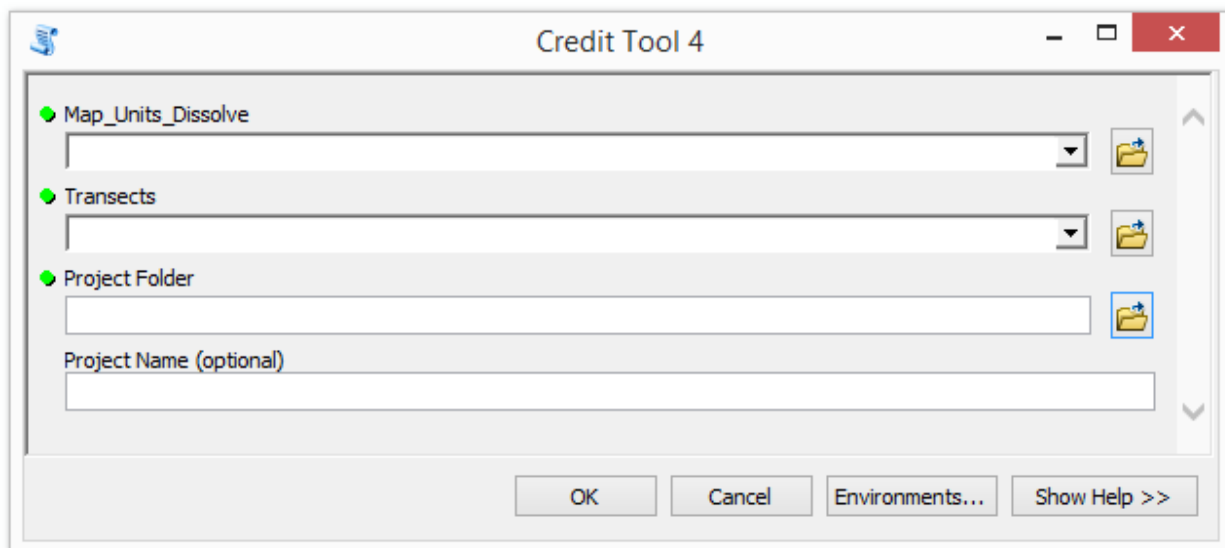 Credit Tool 4
Map_Units_Dissolve
Transects
Project Folder
Project Name (optional)
OK Cancel Environments... Show Help >>